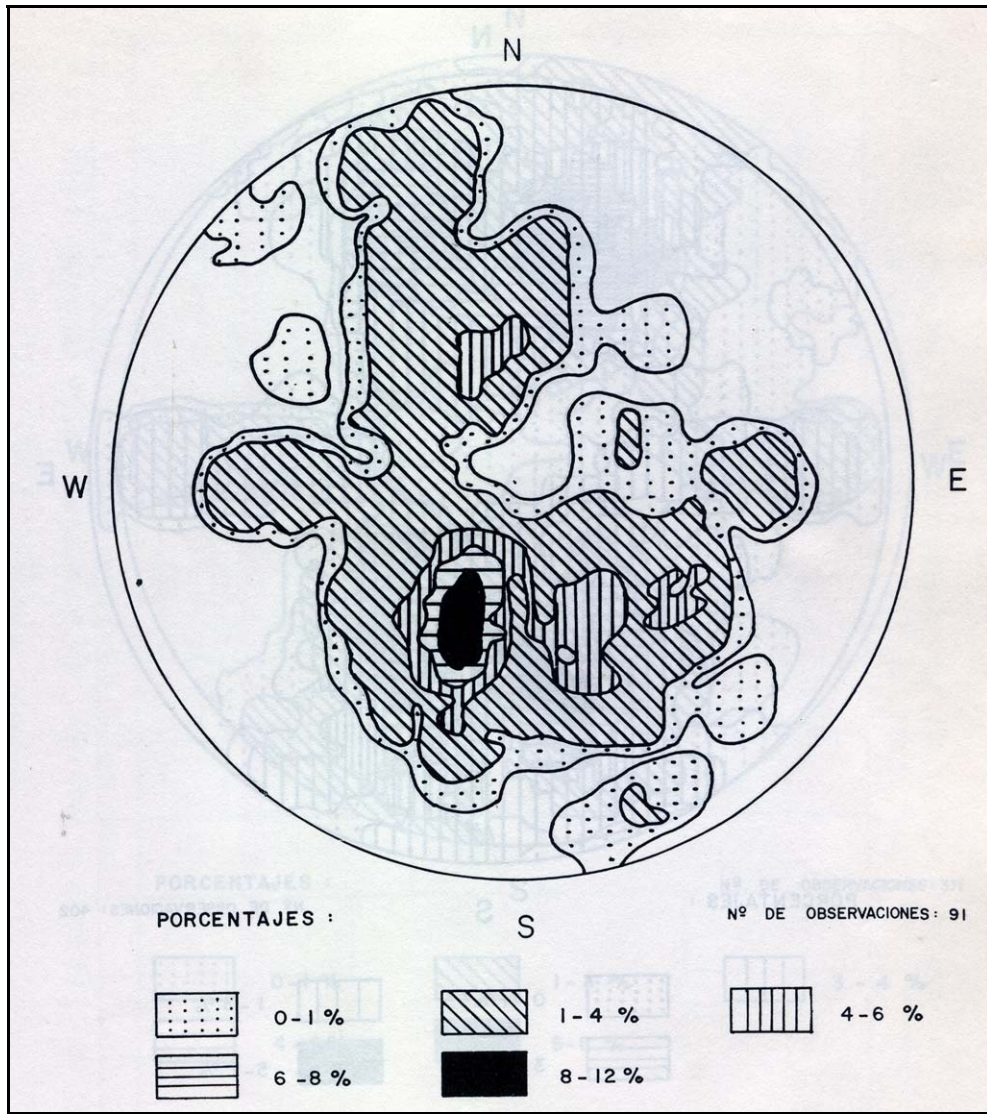 N
W
E
PORCENTAJES :
S
Nº DE OBSERVACIONES: 91
0-1 %
1-4 %
4-6 %
6-8 %
8-12 %